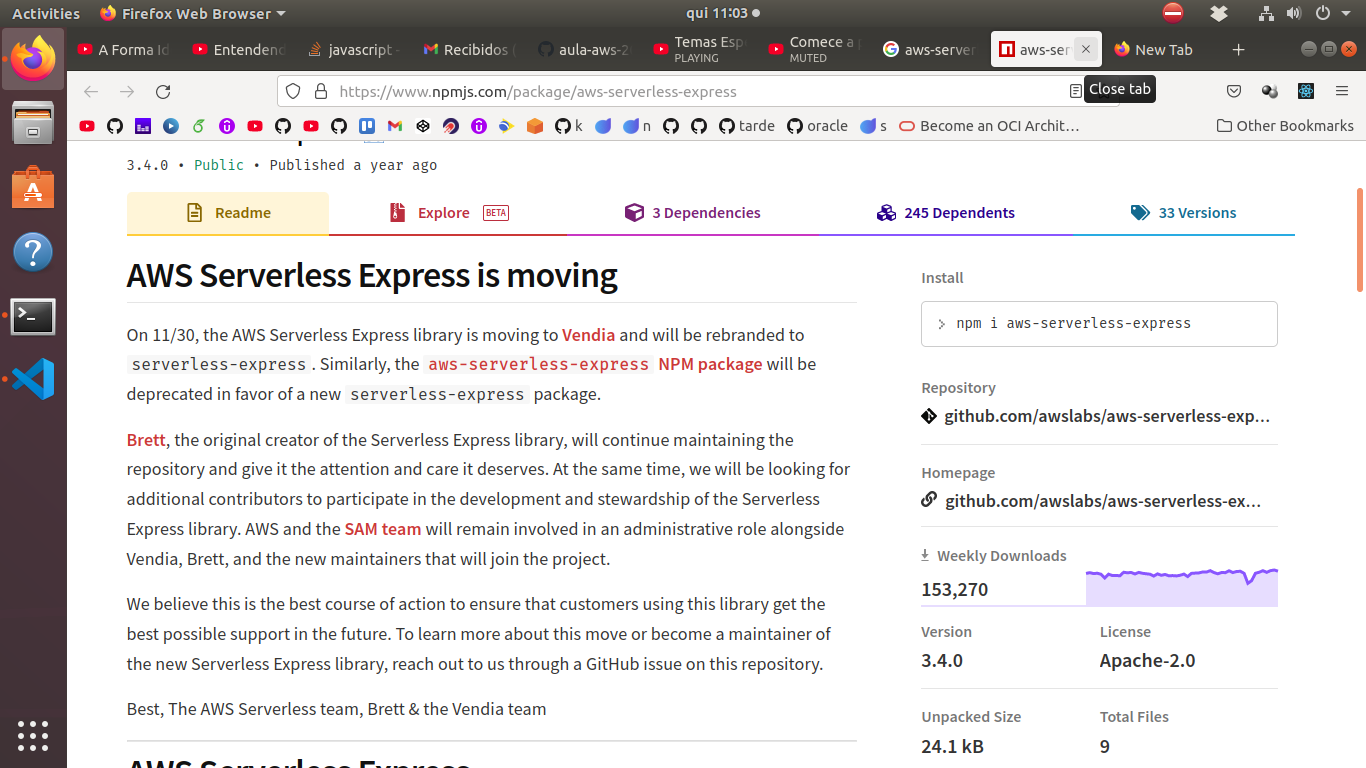 Activities
Firefox Web Browser
qui 11:03
A Forma Id
Entendend
javascript -
Recibidos (
aula-aws-2
Temas Esp
PLAYING
Comece a
MUTED
aws-server
aws-ser
New Tab
https://www.npmjs.com/package/aws-serverless-express
Close tab
k
n
tarde
oracle
s
Become an OCI Archit…
Other Bookmarks
3.4.0 • Public • Published a year ago
Readme
Explore BETA
3 Dependencies
245 Dependents
33 Versions
AWS Serverless Express is moving
On 11/30, the AWS Serverless Express library is moving to Vendia and will be rebranded to
serverless-express. Similarly, the aws-serverless-express NPM package will be
deprecated in favor of a new serverless-express package.
Brett, the original creator of the Serverless Express library, will continue maintaining the
repository and give it the attention and care it deserves. At the same time, we will be looking for
additional contributors to participate in the development and stewardship of the Serverless
Express library. AWS and the SAM team will remain involved in an administrative role alongside
Vendia, Brett, and the new maintainers that will join the project.
We believe this is the best course of action to ensure that customers using this library get the
best possible support in the future. To learn more about this move or become a maintainer of
the new Serverless Express library, reach out to us through a GitHub issue on this repository.
Best, The AWS Serverless team, Brett & the Vendia team
AWS Serverless Express
Install
> npm i aws-serverless-express
Repository
github.com/awslabs/aws-serverless-exp...
Homepage
github.com/awslabs/aws-serverless-ex...
Weekly Downloads
153,270
Version
3.4.0
License
Apache-2.0
Unpacked Size
24.1 kB
Total Files
9